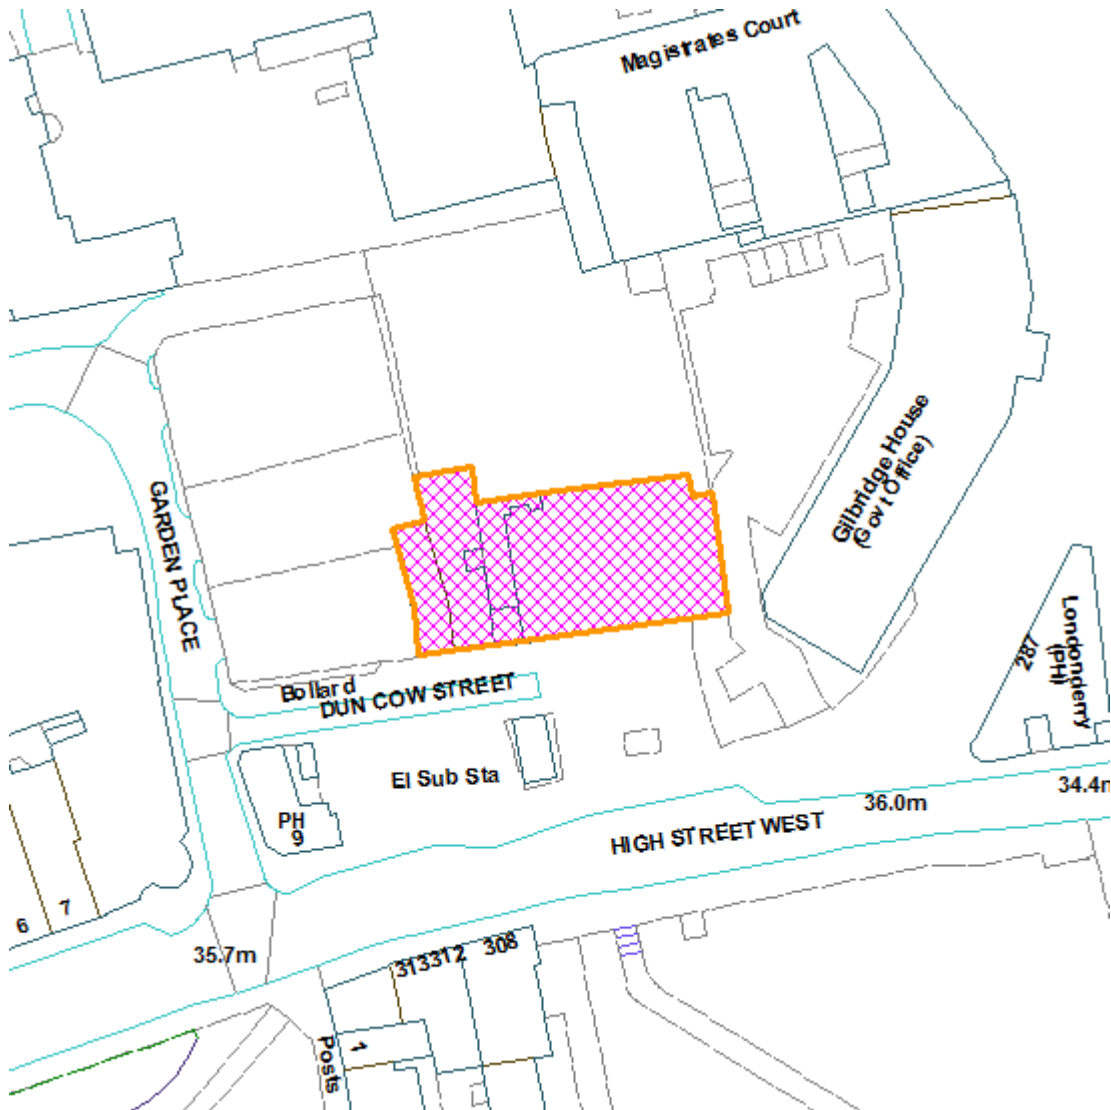 Magistrates Court
Gilbridge House
(Gov't Office)
GARDEN PLACE
Londonderry
(PH)
287
Bollard
DUN COW STREET
El Sub Sta
34.4m
36.0m
PH
9
HIGH STREET WEST
7
6
35.7m
308
312
313
1
Posts